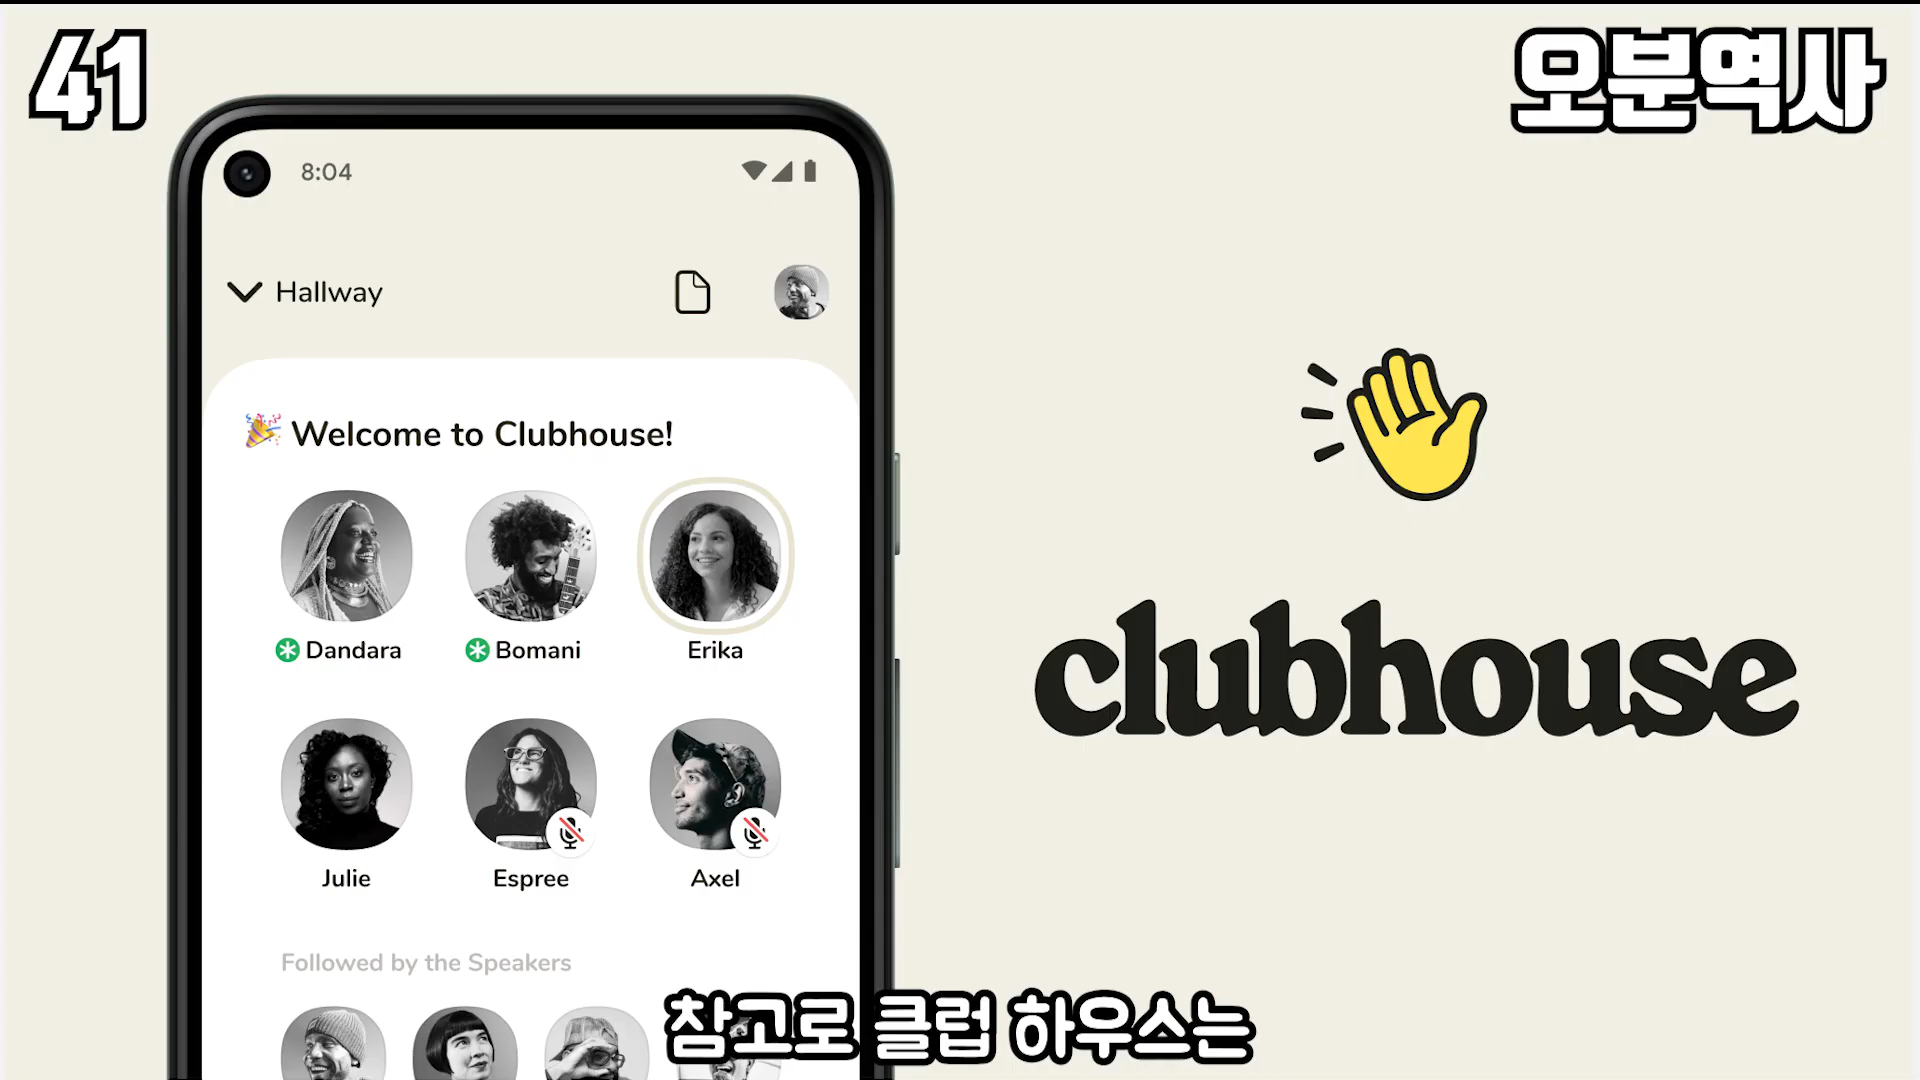 41
오분역사
8:04
Hallway
🎉 Welcome to Clubhouse!
Dandara
Bomani
Erika
Julie
Espree
Axel
Followed by the Speakers
clubhouse
참고로 클럽 하우스는